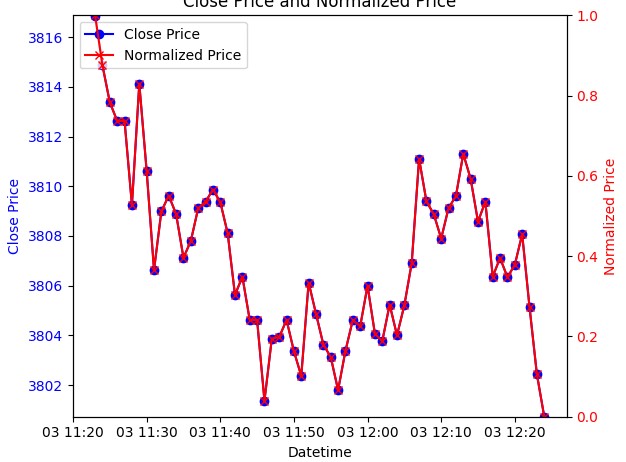 Close Price and Normalized Price
Close Price
Normalized Price
3816
3814
3812
3810
3808
3806
3804
3802
Close Price
1.0
0.8
0.6
0.4
0.2
0.0
Normalized Price
03 11:20 03 11:30 03 11:40 03 11:50 03 12:00 03 12:10 03 12:20
Datetime